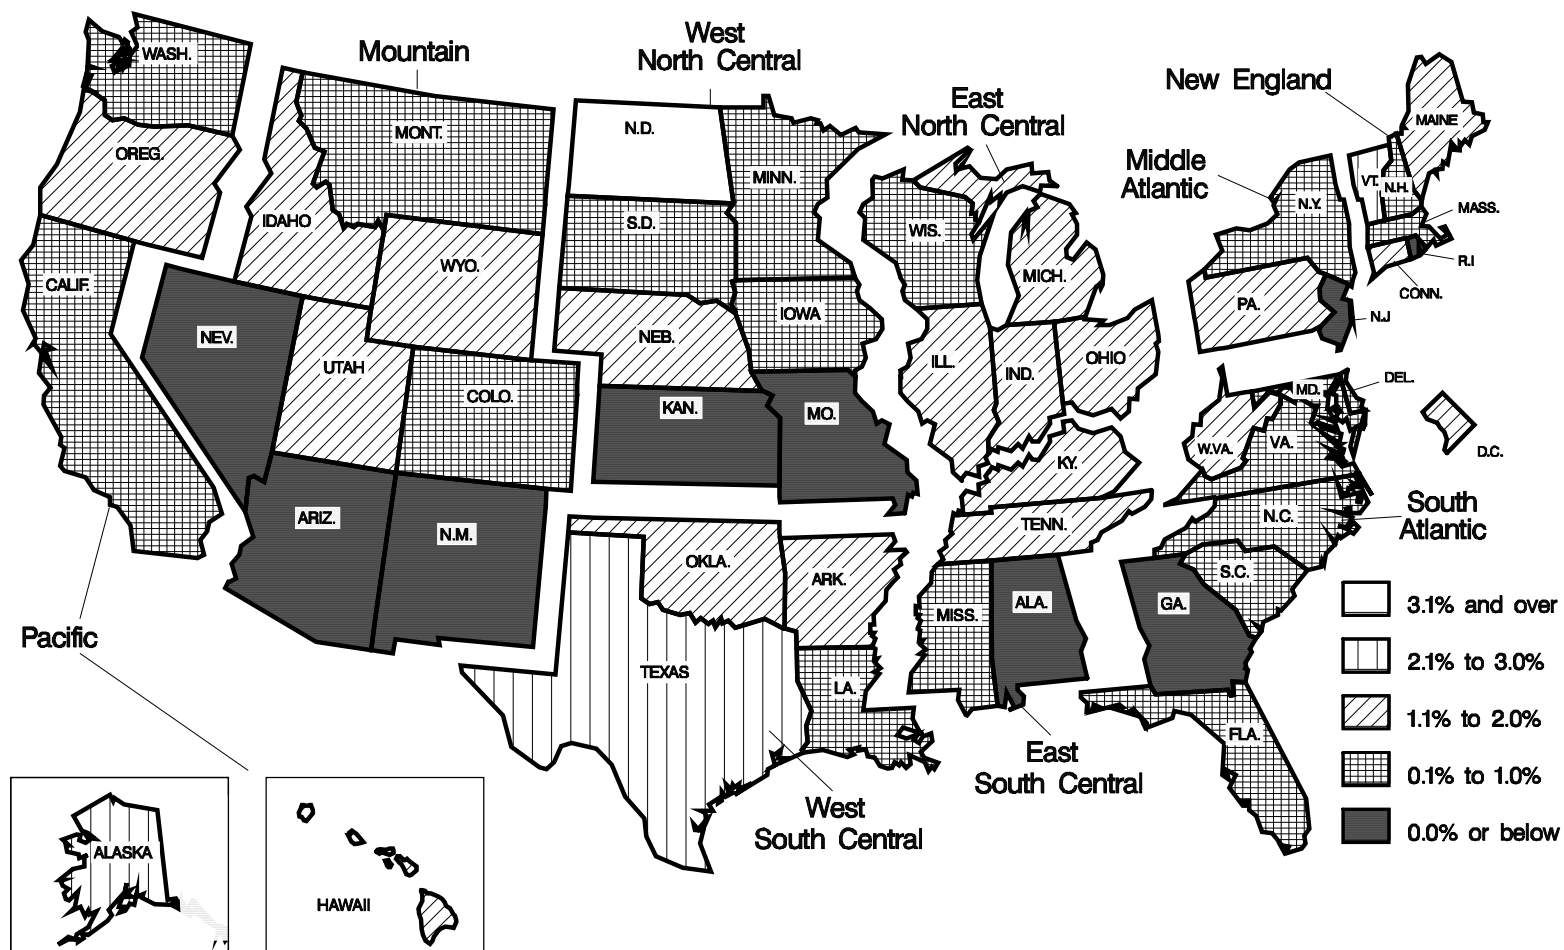 West
North Central
Mountain
WASH.
New England
East
North Central
MAINE
N.D.
MONT.
OREG.
Middle
Atlantic
MINN.
VT.
N.H.
N.Y.
MASS.
IDAHO
S.D.
WIS.
WYO.
R.I
MICH.
CALIF.
CONN.
PA.
IOWA
N.J
NEV.
NEB.
ILL.
OHIO
UTAH
IND.
DEL.
MD.
COLO.
KAN.
MO.
VA.
W.VA.
D.C.
KY.
South
Atlantic
N.C.
ARIZ.
TENN.
N.M.
OKLA.
S.C.
ARK.
ALA.
GA.
3.1% and over
MISS.
Pacific
2.1% to 3.0%
TEXAS
LA.
1.1% to 2.0%
FLA.
East
South Central
0.1% to 1.0%
West
South Central
0.0% or below
ALASKA
HAWAII